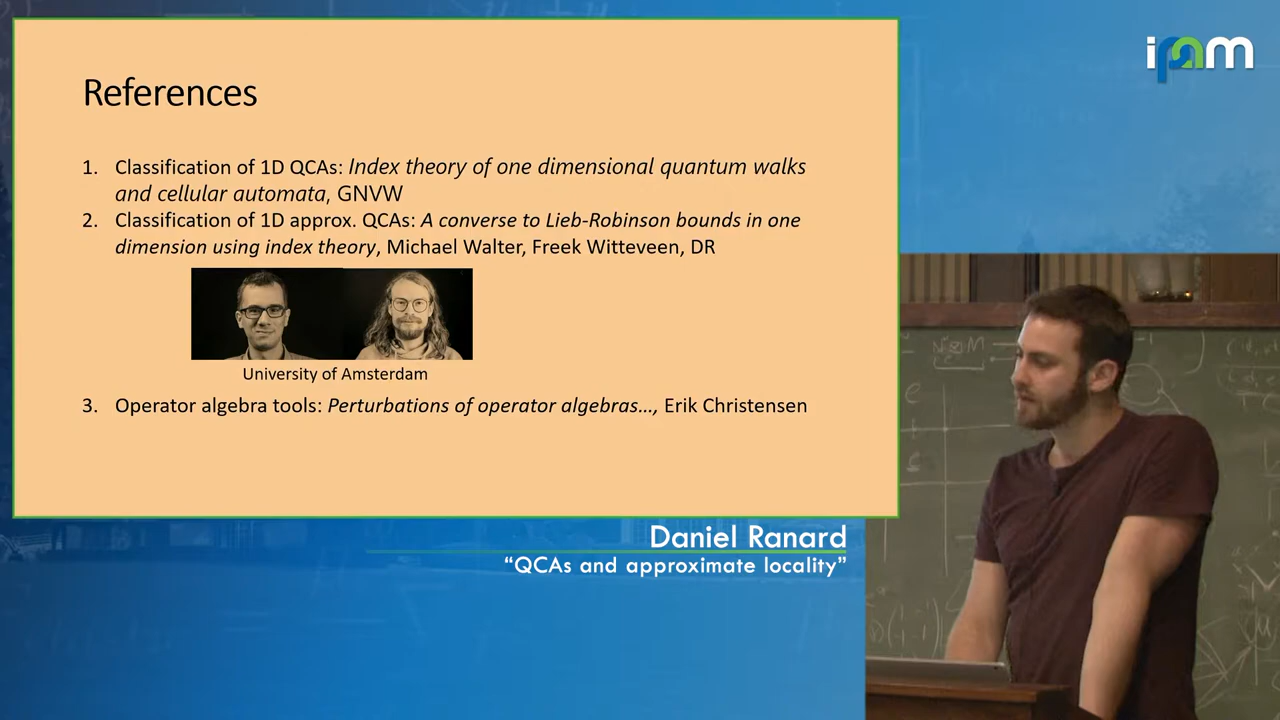 ipam
References
1. Classification of 1D QCAs: Index theory of one dimensional quantum walks
and cellular automata, GNVW
2. Classification of 1D approx. QCAs: A converse to Lieb-Robinson bounds in one
dimension using index theory, Michael Walter, Freek Witteveen, DR
University of Amsterdam
3. Operator algebra tools: Perturbations of operator algebras..., Erik Christensen
Daniel Ranard
“QCAs and approximate locality”